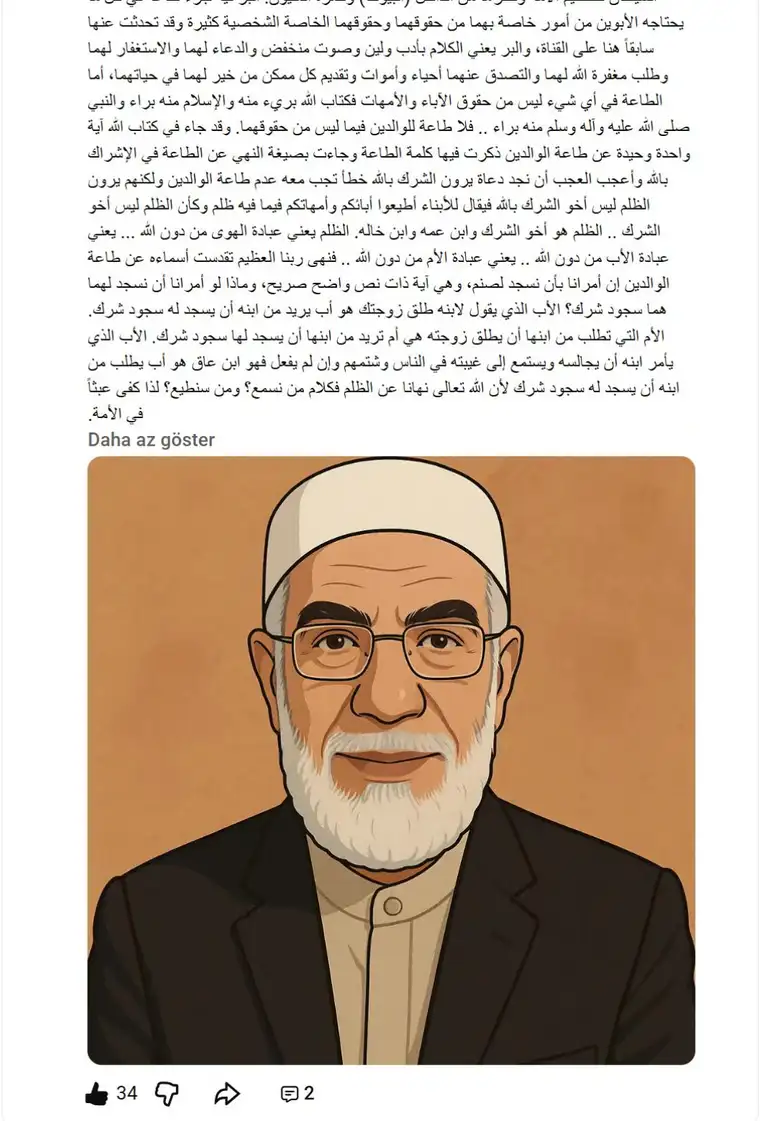 يحتاجه الأبوين من أمور خاصة بهما من حقوقهما وحقوقهما الخاصة الشخصية كثيرة وقد تحدثت عنها
سابقاً هنا على القناة، والبر يعني الكلام بأدب ولين وصوت منخفض والدعاء لهما والاستغفار لهما
وطلب مغفرة الله لهما والتصدق عنهما أحياء وأموات وتقديم كل ممكن من خير لهما في حياتهما، أما
الطاعة في أي شيء ليس من حقوق الآباء والأمهات فكتاب الله بريء منه والإسلام منه براء والنبي
صلى الله عليه وآله وسلم منه براء .. فلا طاعة للوالدين فيما ليس من حقوقهما. وقد جاء في كتاب الله آية
واحدة وحيدة عن طاعة الوالدين ذكرت فيها كلمة الطاعة وجاءت بصيغة النهي عن الطاعة في الإشراك
بالله وأعجب العجب أن نجد دعاة يرون الشرك بالله خطأ تجب معه عدم طاعة الوالدين ولكنهم يرون
الظلم ليس أخو الشرك بالله فيقال للأبناء أطيعوا أبائكم وأمهاتكم فيما فيه ظلم وكأن الظلم ليس أخو
الشرك .. الظلم هو أخو الشرك وابن عمه وابن خاله. الظلم يعني عبادة الهوى من دون الله ... يعني
عبادة الأب من دون الله .. يعني عبادة الأم من دون الله .. فنهى ربنا العظيم تقدست أسماءه عن طاعة
الوالدين إن أمرانا بأن نسجد لصنم، وهي آية ذات نص واضح صريح، وماذا لو أمرانا أن نسجد لهما
هما سجود شرك؟ الأب الذي يقول لابنه طلق زوجتك هو أب يريد من ابنه أن يسجد له سجود شرك.
الأم التي تطلب من ابنها أن يطلق زوجته هي أم تريد من ابنها أن يسجد لها سجود شرك. الأب الذي
يأمر ابنه أن يجالسه ويستمع إلى غيبته في الناس وشتمهم وإن لم يفعل فهو ابن عاق هو أب يطلب من
ابنه أن يسجد له سجود شرك لأن الله تعالى نهانا عن الظلم فكلام من نسمع؟ ومن سنطيع؟ لذا كفى عبثاً
في الأمة.
Daha az göster
34 2